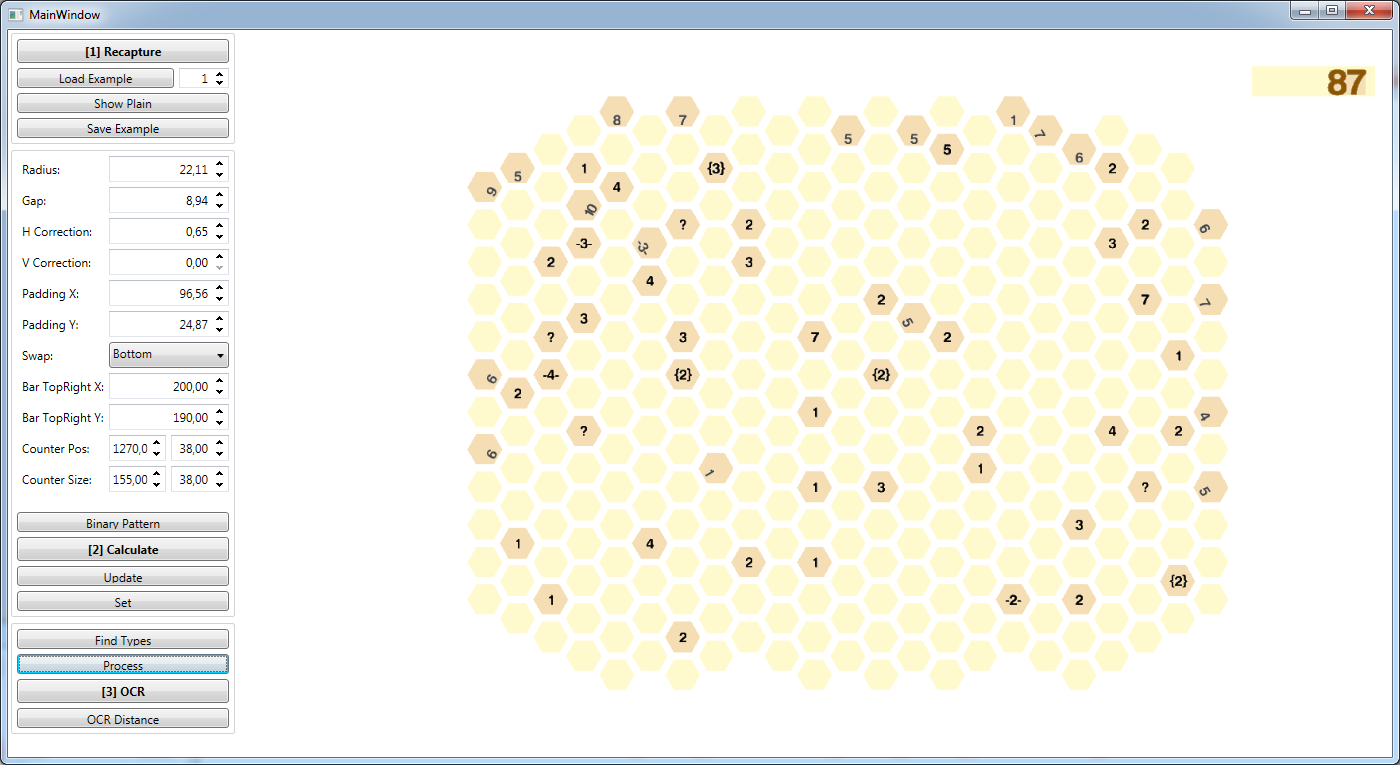 MainWindow
[1] Recapture
Load Example 1
Show Plain
Save Example
Radius: 22,11
Gap: 8,94
H Correction: 0,65
V Correction: 0,00
Padding X: 96,56
Padding Y: 24,87
Swap: Bottom
Bar TopRight X: 200,00
Bar TopRight Y: 190,00
Counter Pos: 1270,0 38,00
Counter Size: 155,00 38,00
Binary Pattern
[2] Calculate
Update
Set
Find Types
Process
[3] OCR
OCR Distance
87
8 7 1
5 5 7
5 6
5 1 {3} 2
6 4
10
? 2 2 6
-3- -3- 3
2 3
4
2 7 7
3 5
? 3 7 2
1
6 -4- {2} {2}
2
1 4
? 2 4 2
6
1 1
1 3 ? 5
3
1 4
2 1
{2}
1 -2- 2
2